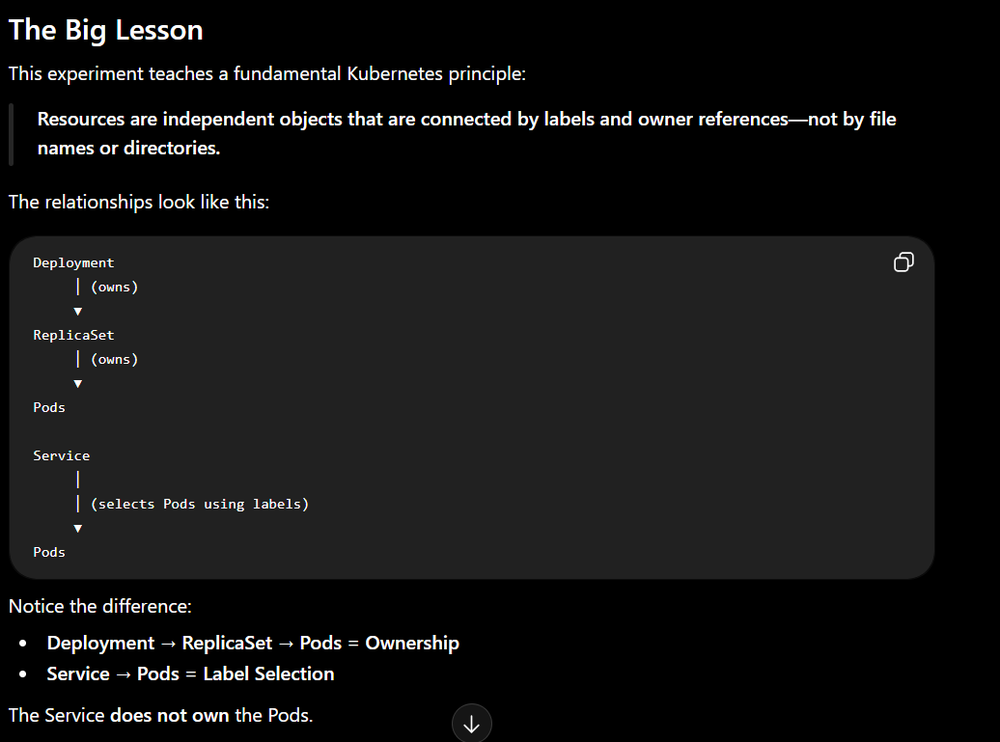 The Big Lesson
This experiment teaches a fundamental Kubernetes principle:
Resources are independent objects that are connected by labels and owner references—not by file
names or directories.
The relationships look like this:
Deployment
│ (owns)
▼
ReplicaSet
│ (owns)
▼
Pods
Service
│
│ (selects Pods using labels)
▼
Pods
Notice the difference:
• Deployment → ReplicaSet → Pods = Ownership
• Service → Pods = Label Selection
The Service does not own the Pods.